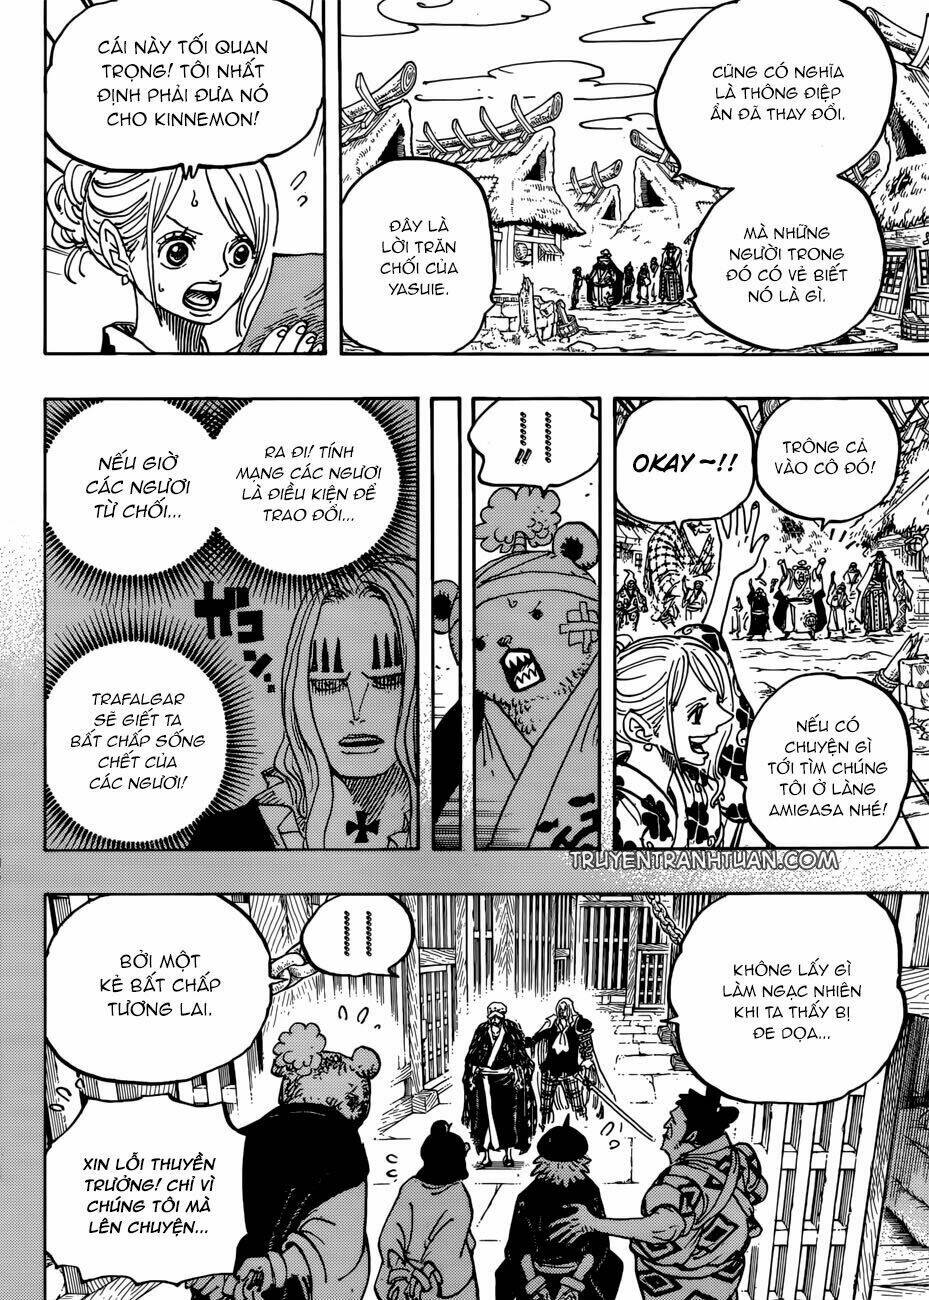 CŨNG CÓ NGHĨA
LÀ THÔNG ĐIỆP
ẨN ĐÃ THAY ĐỔI.
MÀ NHỮNG
NGƯỜI TRONG
ĐÓ CÓ VẺ BIẾT
NÓ LÀ GÌ.
ĐÂY LÀ
LỜI TRĂN
CHỐI CỦA
YASUIE.
CÁI NÀY TỐI QUAN
TRỌNG! TÔI NHẤT
ĐỊNH PHẢI ĐƯA NÓ
CHO KINNEMON!
TRÔNG CẢ
VÀO CÔ ĐÓ!
OKAY ~!!
NẾU CÓ
CHUYỆN GÌ
TỚI TÌM CHÚNG
TÔI Ở LÀNG
AMIGASA NHÉ!
RA ĐI! TÍNH
MẠNG CÁC NGƯƠI
LÀ ĐIỀU KIỆN ĐỂ
TRAO ĐỔI...
NẾU GIỜ
CÁC NGƯƠI
TỪ CHỐI...
TRAFALGAR
SẼ GIẾT TA
BẤT CHẤP SỐNG
CHẾT CỦA
CÁC NGƯƠI!
TRUYENTRANHTUAN.COM
KHÔNG LẤY GÌ
LÀM NGẠC NHIÊN
KHI TA THẤY BỊ
ĐE DỌA...
BỞI MỘT
KẺ BẤT CHẤP
TƯƠNG LAI.
XIN LỖI THUYỀN
TRƯỞNG! CHỈ VÌ
CHÚNG TÔI MÀ
LÊN CHUYỆN...